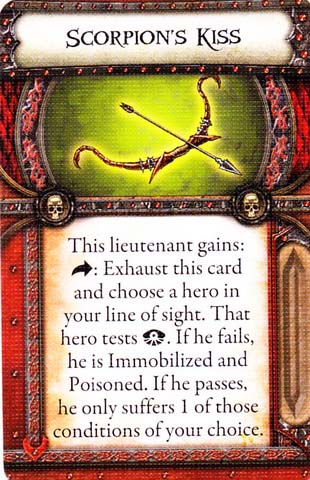 Scorpion's Kiss
This lieutenant gains:
: Exhaust this card
and choose a hero in
your line of sight. That
hero tests . If he fails,
he is Immobilized and
Poisoned. If he passes,
he only suffers 1 of those
conditions of your choice.